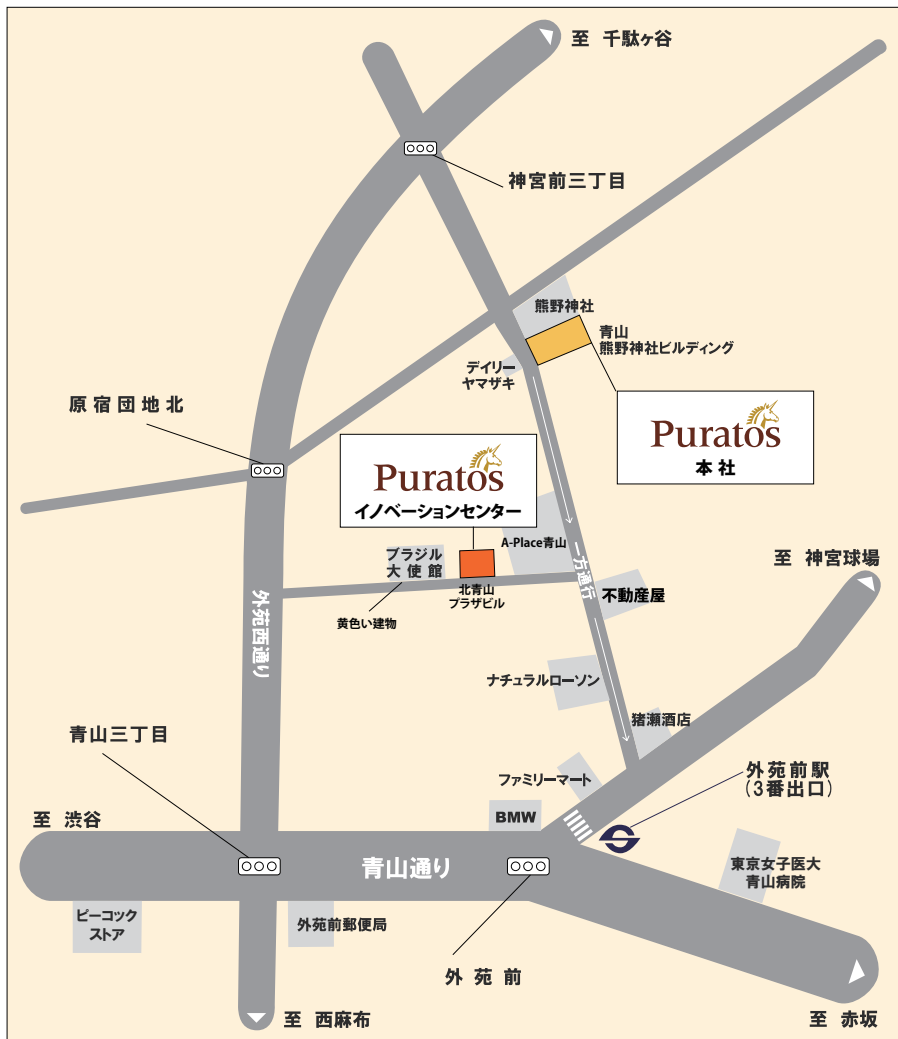 至 千駄ヶ谷
神宮前三丁目
熊野神社
青山
熊野神社ビルディング
デイリー
ヤマザキ
原宿団地北
Puratos
本社
Puratos
イノベーションセンター
A-Place青山
一方通行
至 神宮球場
ブラジル
大使館
北青山
プラザビル
不動産屋
黄色い建物
外苑西通り
ナチュラルローソン
猪瀬酒店
青山三丁目
ファミリーマート
外苑前駅
(3番出口)
至 渋谷
BMW
青山通り
東京女子医大
青山病院
ピーコック
ストア
外苑前郵便局
外苑前
至 西麻布
至 赤坂